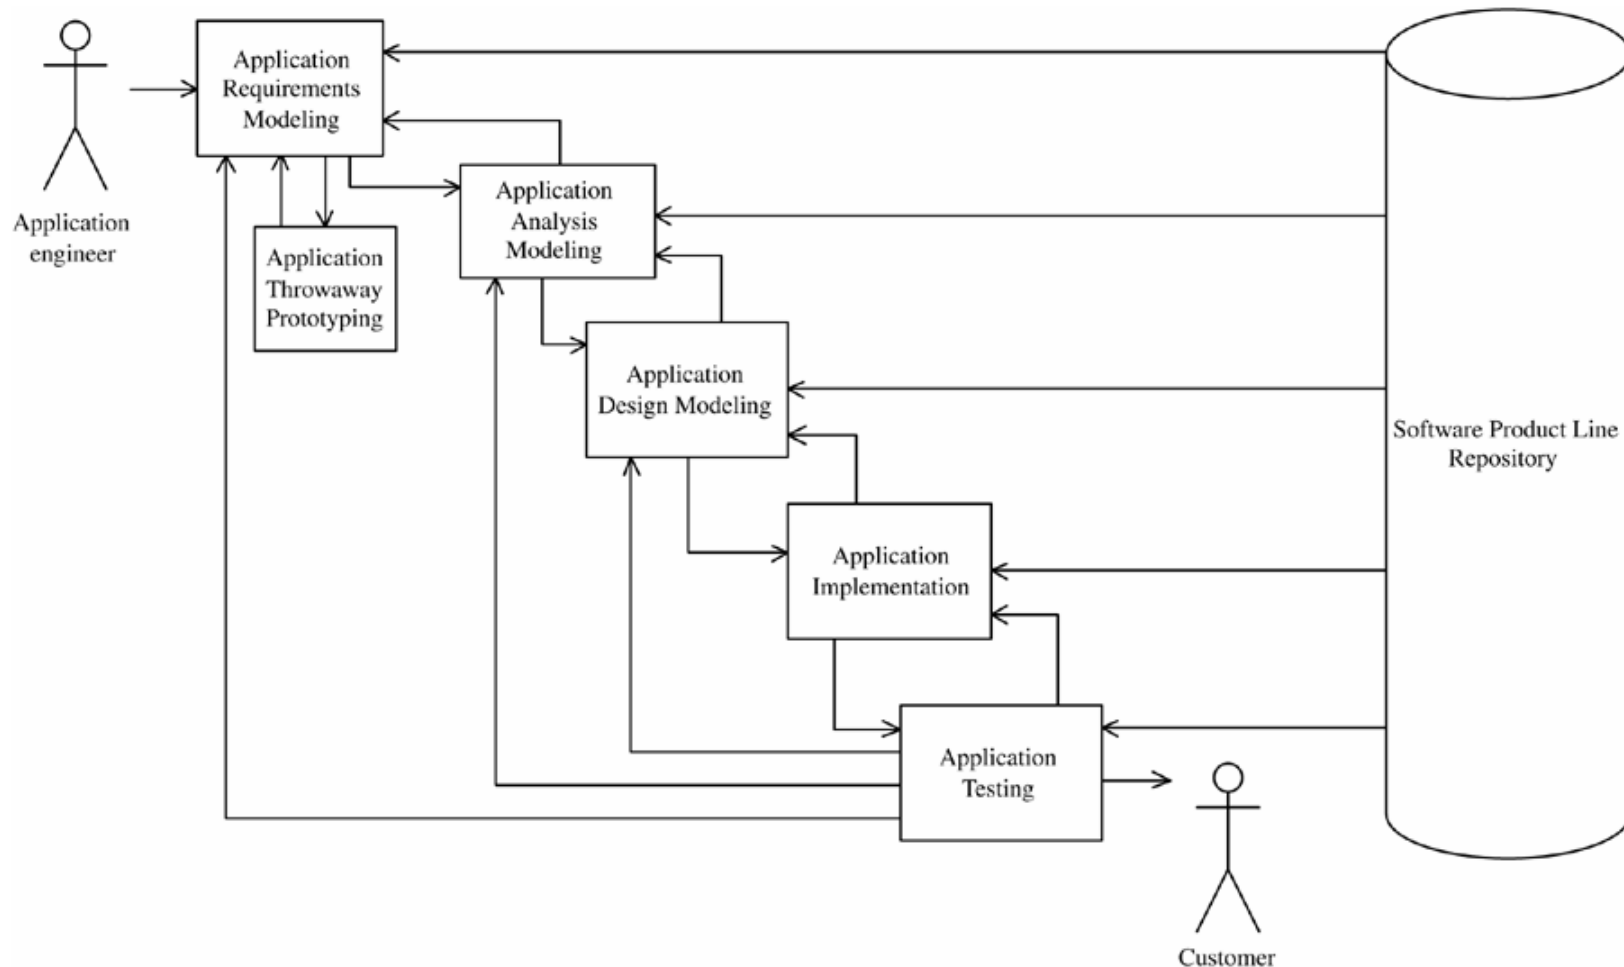 Application
Requirements
Modeling
Application
engineer
Application
Throwaway
Prototyping
Application
Analysis
Modeling
Application
Design Modeling
Software Product Line
Repository
Application
Implementation
Application
Testing
Customer